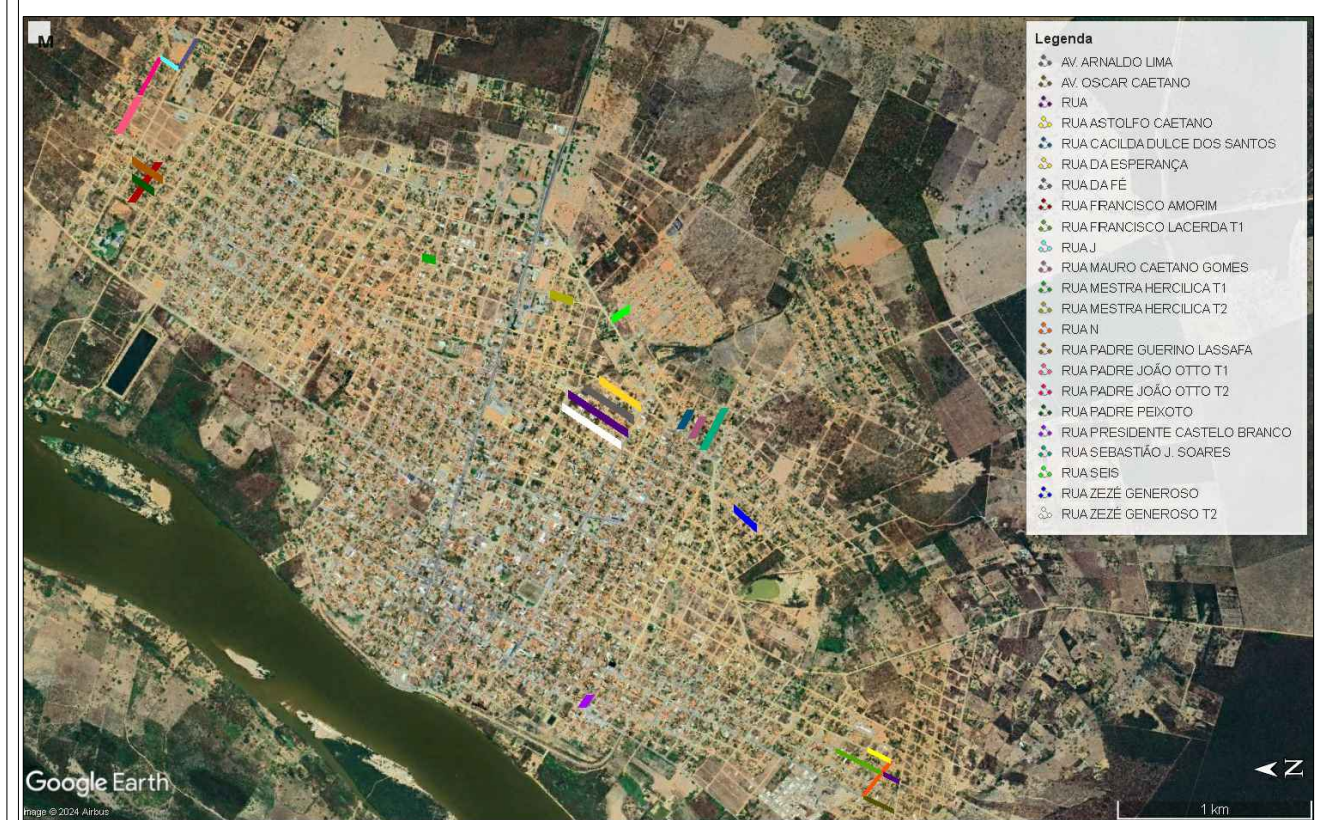 M
Legenda
AV. ARNALDO LIMA
AV. OSCAR CAETANO
RUA
RUA ASTOLFO CAETANO
RUA CACILDA DULCE DOS SANTOS
RUA DA ESPERANÇA
RUA DA FÉ
RUA FRANCISCO AMORIM
RUA FRANCISCO LACERDA T1
RUA J
RUA MAURO CAETANO GOMES
RUA MESTRA HERCILICA T1
RUA MESTRA HERCILICA T2
RUA N
RUA PADRE GUERINO LASSAFA
RUA PADRE JOÃO OTTO T1
RUA PADRE JOÃO OTTO T2
RUA PADRE PEIXOTO
RUA PRESIDENTE CASTELO BRANCO
RUA SEBASTIÃO J. SOARES
RUA SEIS
RUA ZEZÉ GENEROSO
RUA ZEZÉ GENEROSO T2
Google Earth
Image © 2024 Airbus
N
1 km